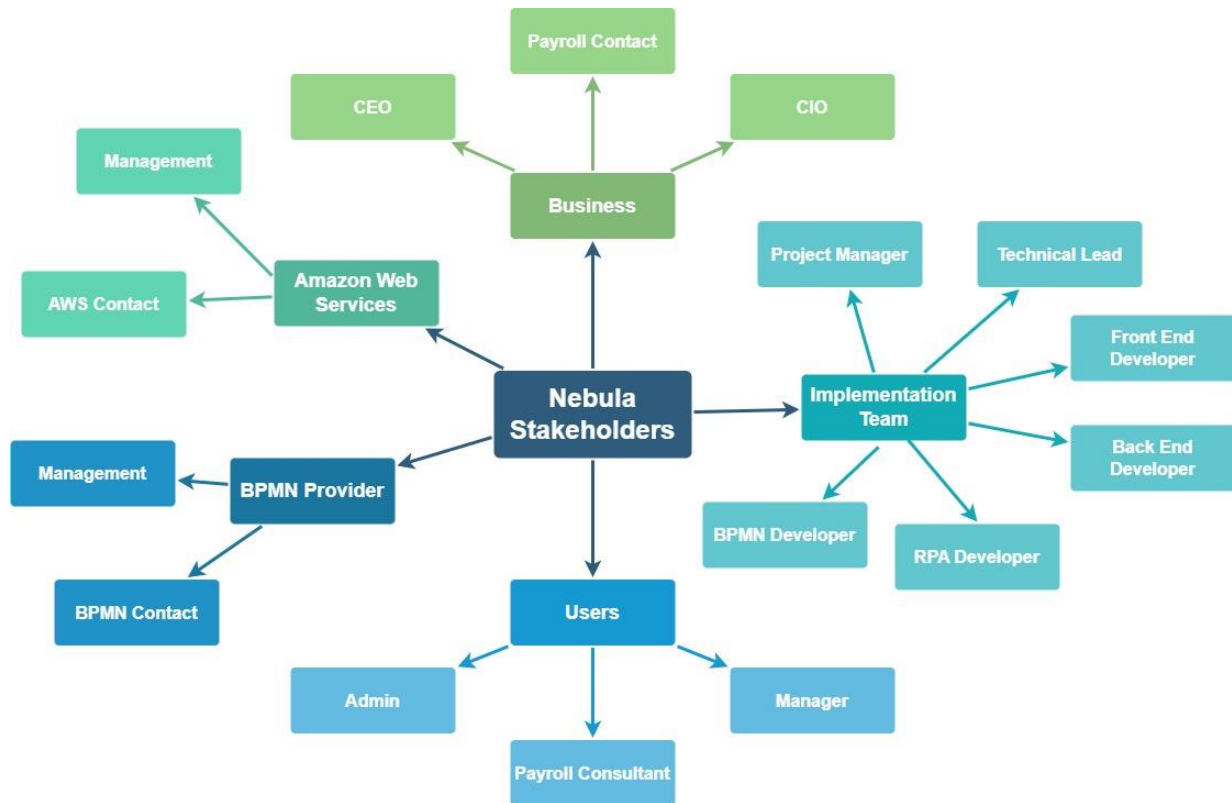 Payroll Contact
CEO
CIO
Management
Business
Project Manager
Technical Lead
Amazon Web
Services
AWS Contact
Front End
Developer
Nebula
Stakeholders
Implementation
Team
Back End
Developer
Management
BPMN Provider
BPMN Developer
RPA Developer
BPMN Contact
Users
Admin
Manager
Payroll Consultant